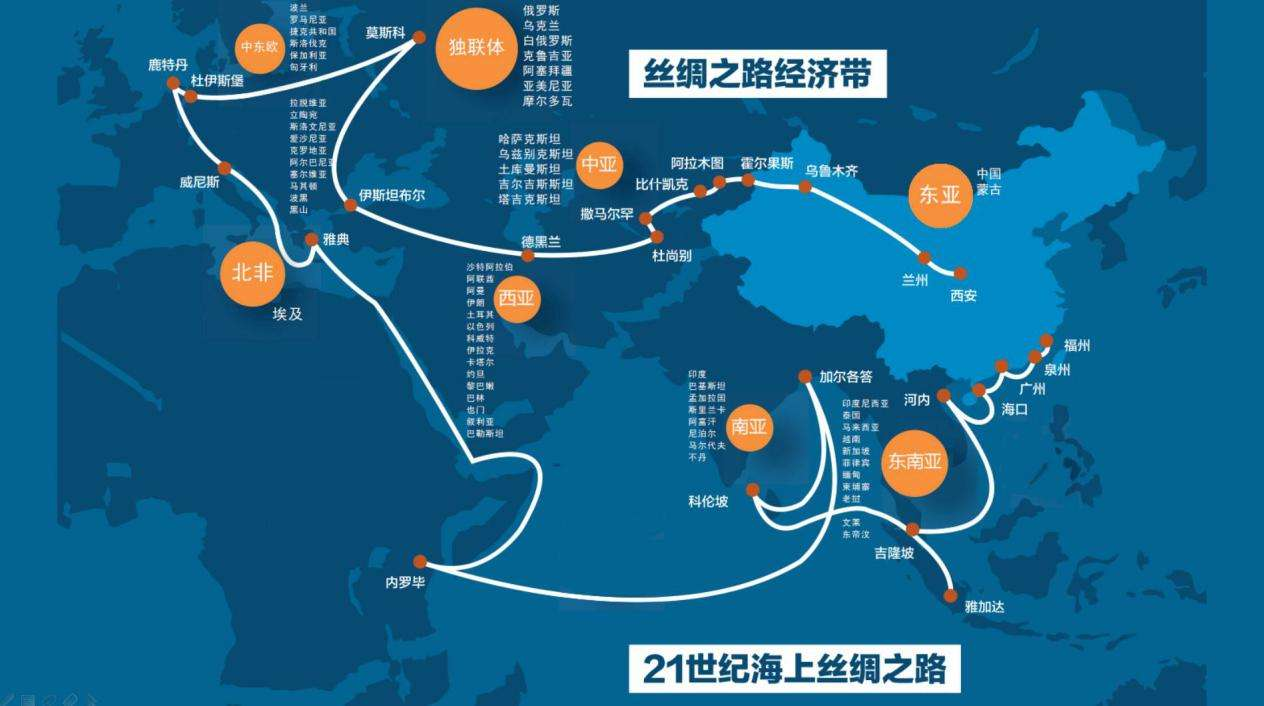 丝绸之路经济带
中东欧
波兰
罗马尼亚
捷克共和国
斯洛伐克
保加利亚
匈牙利
拉脱维亚
立陶宛
斯洛文尼亚
爱沙尼亚
克罗地亚
阿尔巴尼亚
塞尔维亚
马其顿
波黑
黑山
独联体
俄罗斯
乌克兰
白俄罗斯
克鲁吉亚
阿塞拜疆
亚美尼亚
摩尔多瓦
莫斯科
鹿特丹
杜伊斯堡
威尼斯
伊斯坦布尔
雅典
德黑兰
中亚
哈萨克斯坦
乌兹别克斯坦
土库曼斯坦
吉尔吉斯斯坦
塔吉克斯坦
阿拉木图
霍尔果斯
乌鲁木齐
比什凯克
撒马尔罕
杜尚别
东亚
中国
蒙古
兰州
西安
北非
埃及
西亚
沙特阿拉伯
阿联酋
阿曼
伊朗
土耳其
以色列
科威特
伊拉克
卡塔尔
约旦
黎巴嫩
巴林
也门
叙利亚
巴勒斯坦
福州
泉州
广州
海口
河内
加尔各答
南亚
印度
巴基斯坦
孟加拉国
斯里兰卡
阿富汗
尼泊尔
马尔代夫
不丹
东南亚
印度尼西亚
泰国
马来西亚
越南
新加坡
菲律宾
缅甸
柬埔寨
老挝
文莱
东帝汶
科伦坡
吉隆坡
内罗毕
雅加达
21世纪海上丝绸之路